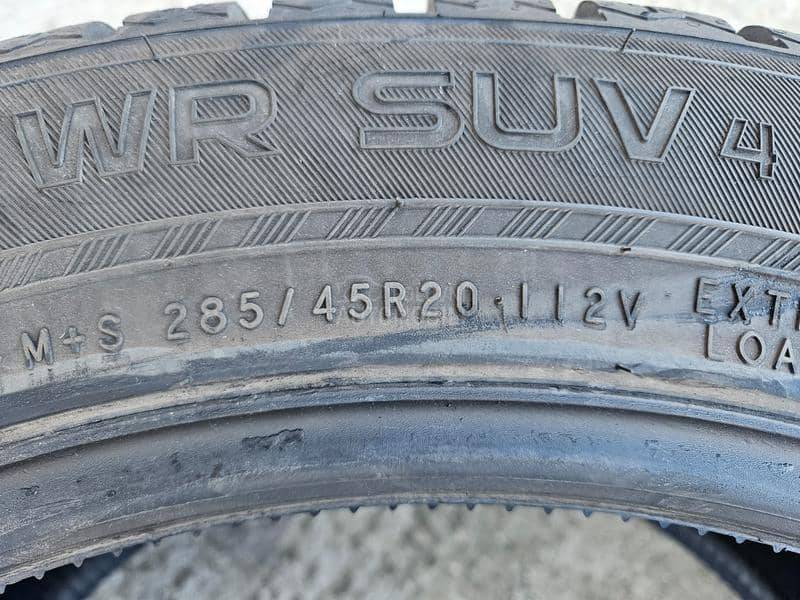 WR SUV 4
M+S 285/45R20 112V EXT
LOA